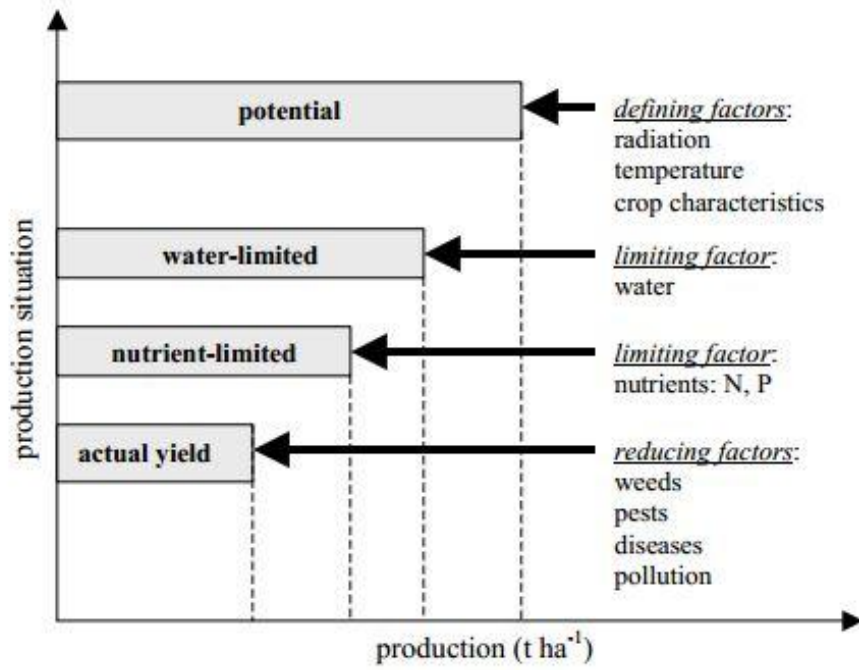 potential
defining factors:
radiation
temperature
crop characteristics
water-limited
limiting factor:
water
nutrient-limited
limiting factor:
nutrients: N, P
actual yield
reducing factors:
weeds
pests
diseases
pollution
production situation
production (t ha⁻¹)